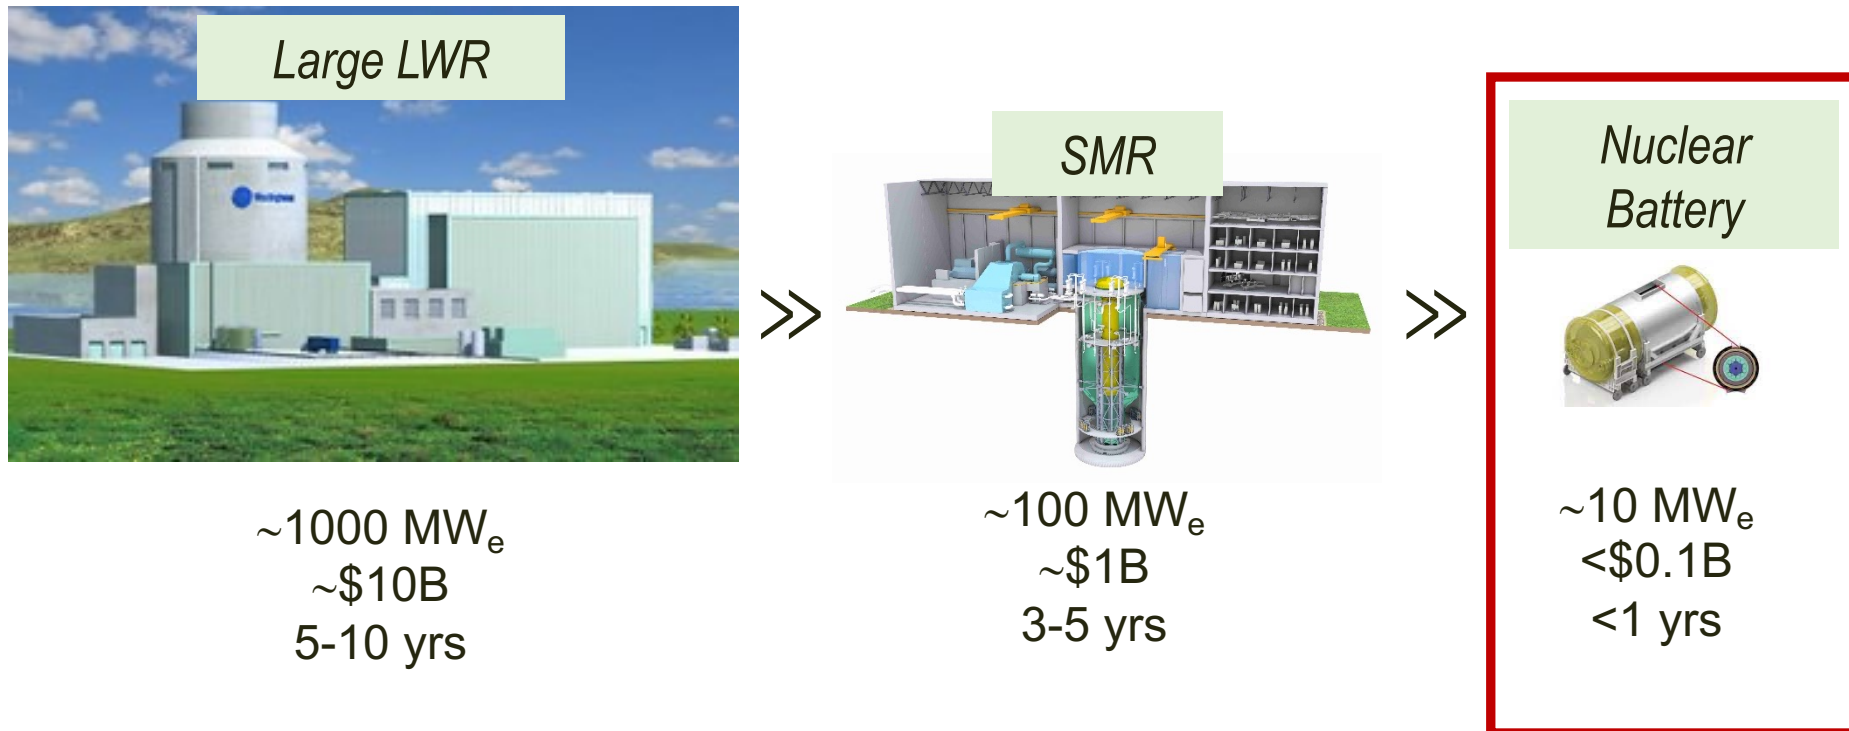 Large LWR
Westinghouse
~1000 MWe
~$10B
5-10 yrs
SMR
~100 MWe
~$1B
3-5 yrs
Nuclear
Battery
~10 MWe
<$0.1B
<1 yrs